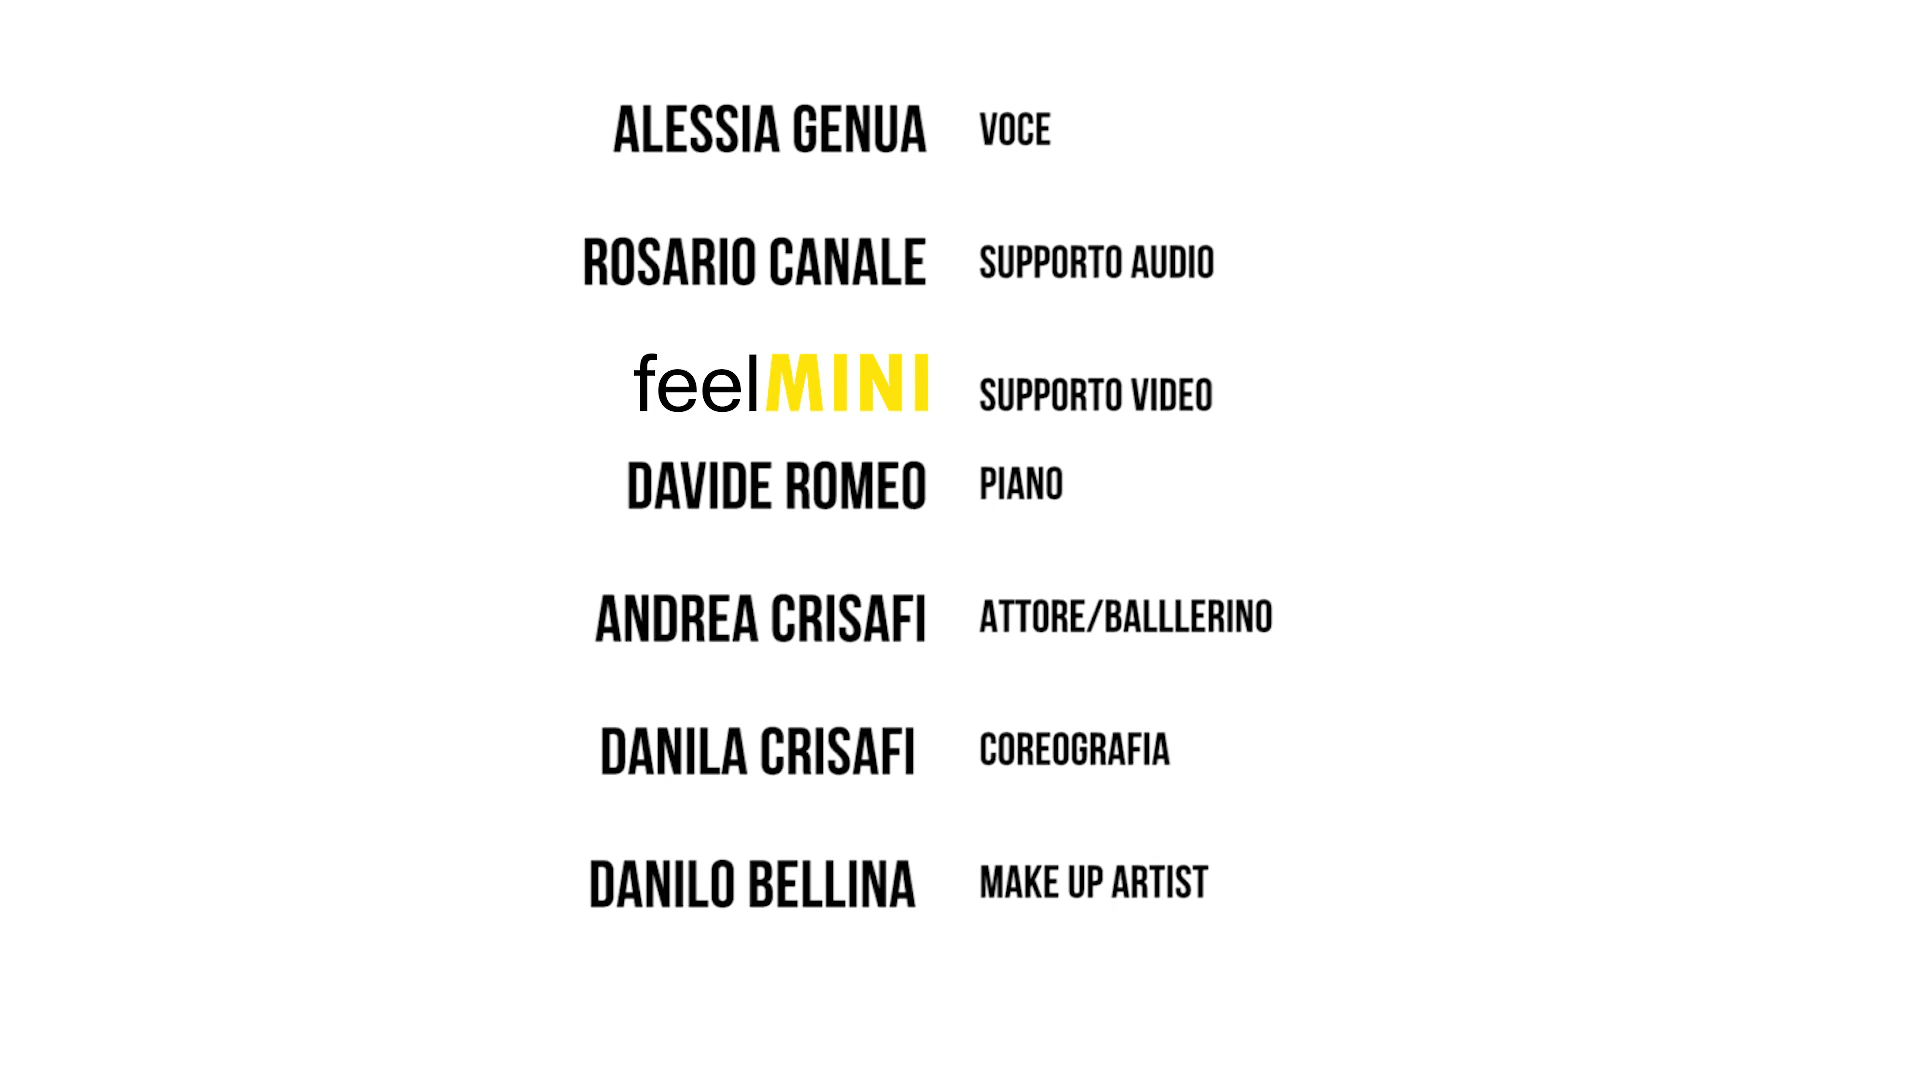 ALESSIA GENUA VOCE
ROSARIO CANALE SUPPORTO AUDIO
feelMINI SUPPORTO VIDEO
DAVIDE ROMEO PIANO
ANDREA CRISAFI ATTORE/BALLLERINO
DANILA CRISAFI COREOGRAFIA
DANILO BELLINA MAKE UP ARTIST